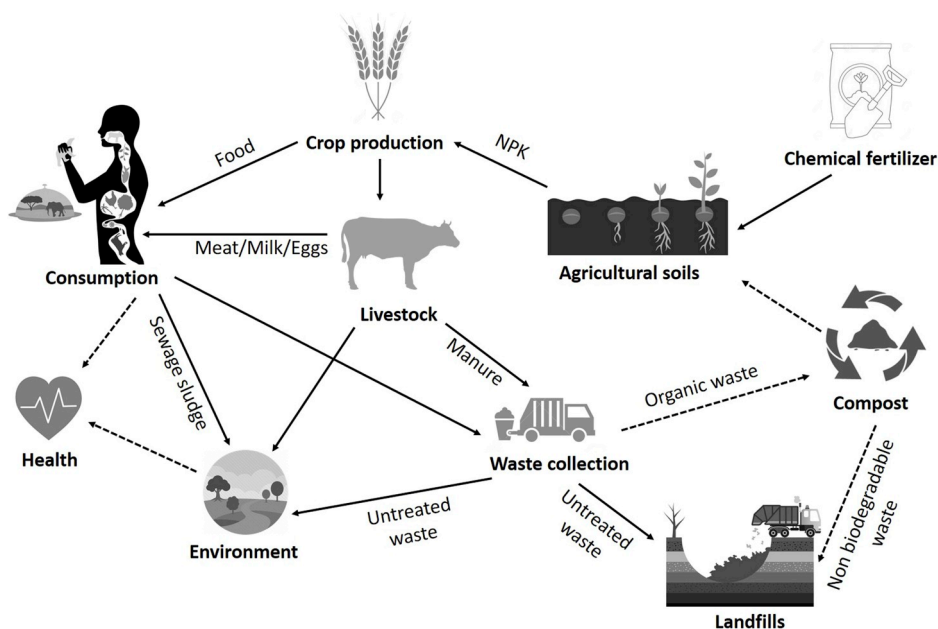 Crop production
Chemical fertilizer
Food
NPK
Meat/Milk/Eggs
Agricultural soils
Consumption
Livestock
Sewage sludge
Manure
Organic waste
Compost
Health
Waste collection
Untreated
waste
Untreated
waste
Non biodegradable
waste
Environment
Landfills